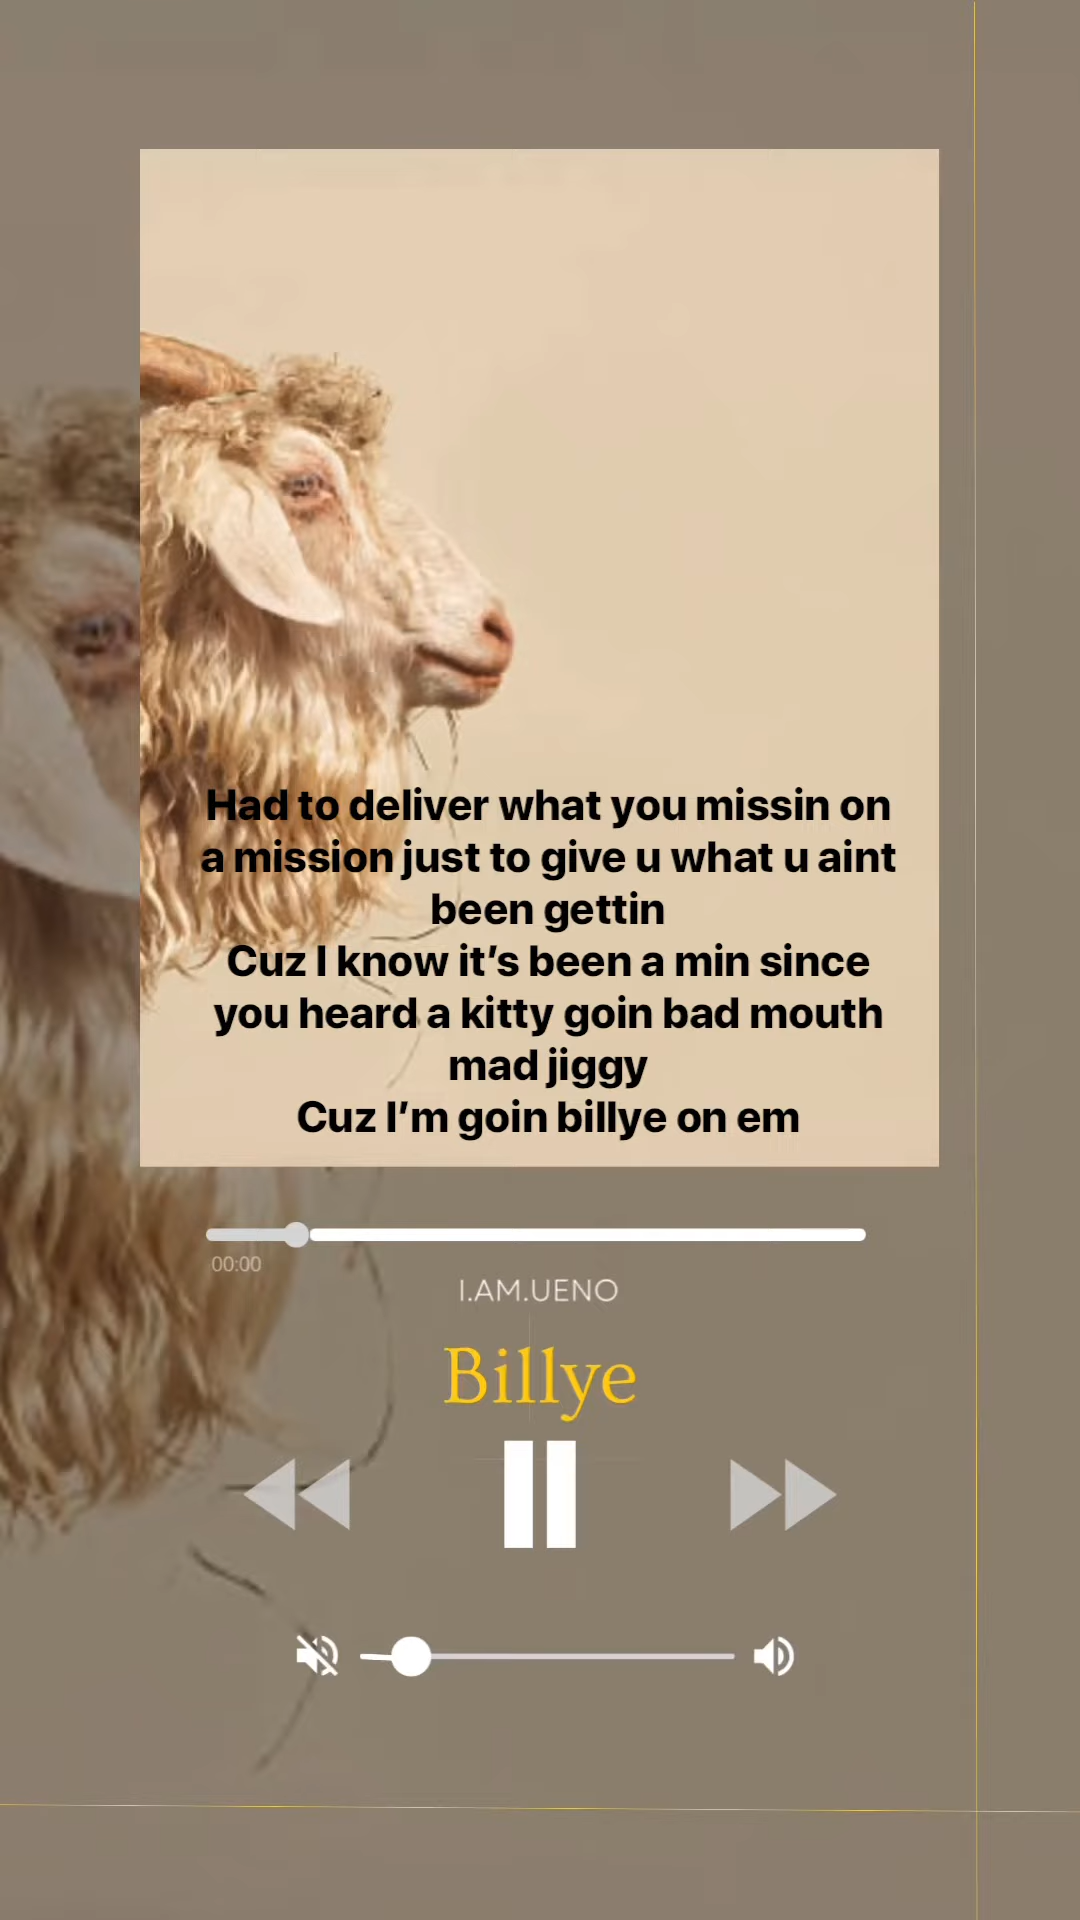 Had to deliver what you missin on
a mission just to give u what u aint
been gettin
Cuz I know it’s been a min since
you heard a kitty goin bad mouth
mad jiggy
Cuz I’m goin billye on em
00:00
I.AM.UENO
Billye